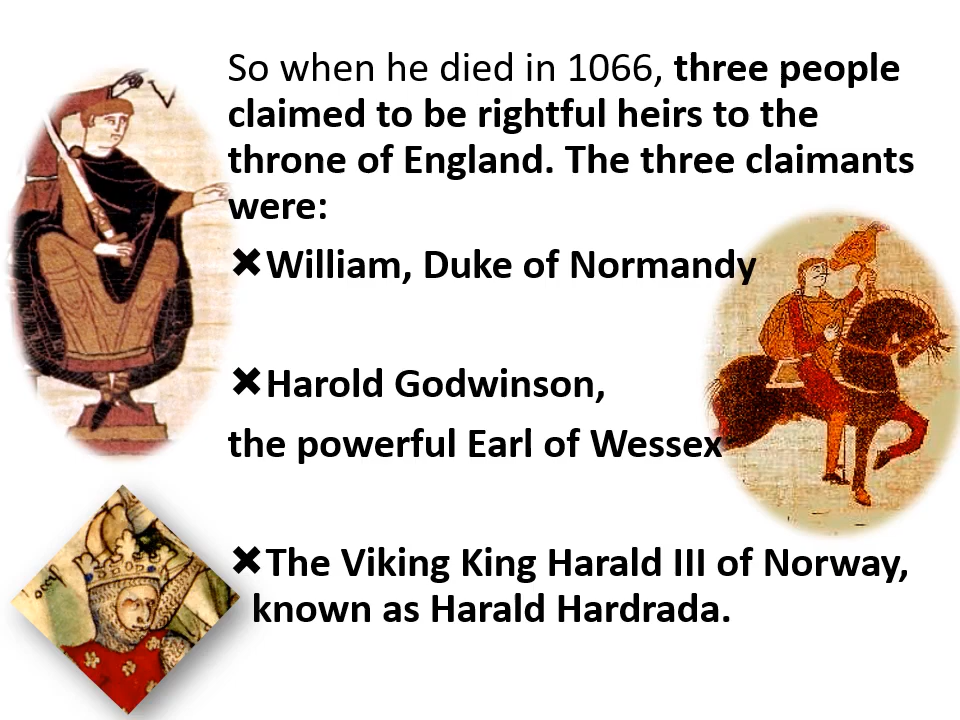 So when he died in 1066, three people
claimed to be rightful heirs to the
throne of England. The three claimants
were:
✖William, Duke of Normandy
✖Harold Godwinson,
the powerful Earl of Wessex
✖The Viking King Harald III of Norway,
known as Harald Hardrada.